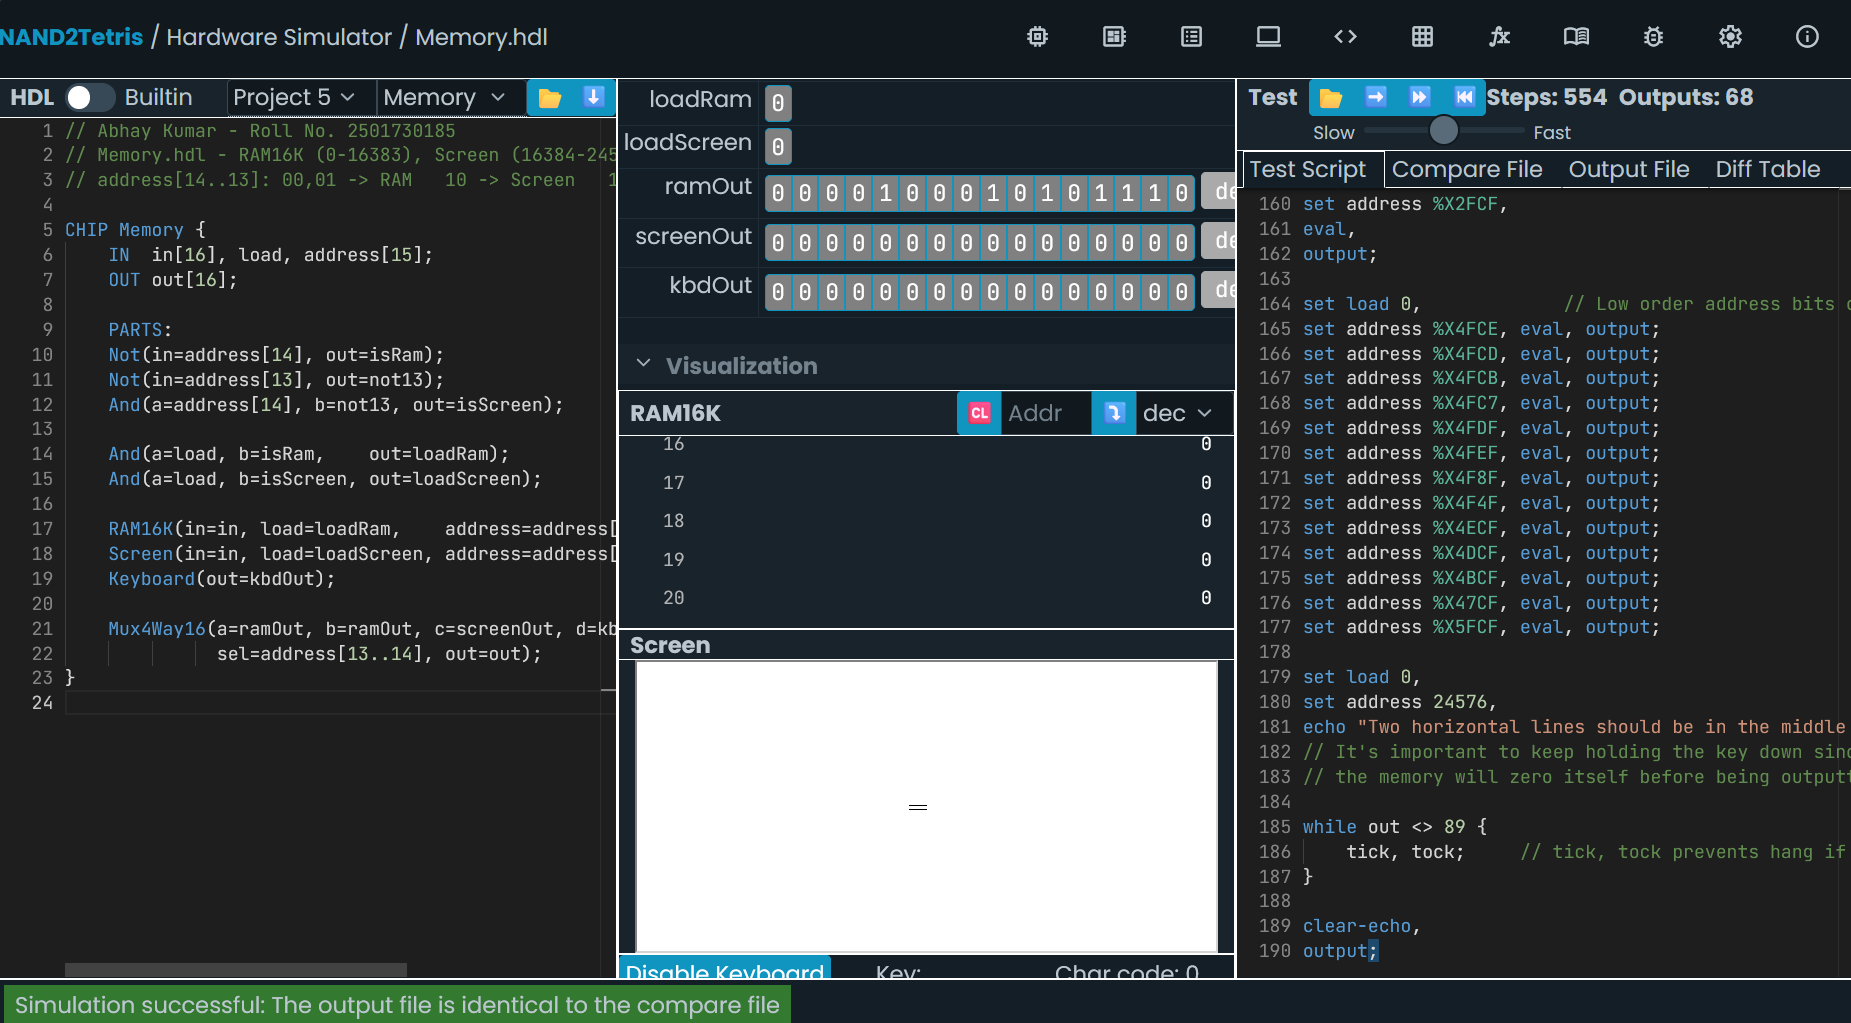 NAND2Tetris / Hardware Simulator / Memory.hdl
HDL Builtin Project 5 Memory
1 // Abhay Kumar - Roll No. 2501730185
2 // Memory.hdl - RAM16K (0-16383), Screen (16384-245
3 // address[14..13]: 00,01 -> RAM 10 -> Screen 1
4
5 CHIP Memory {
6 IN in[16], load, address[15];
7 OUT out[16];
8
9 PARTS:
10 Not(in=address[14], out=isRam);
11 Not(in=address[13], out=not13);
12 And(a=address[14], b=not13, out=isScreen);
13
14 And(a=load, b=isRam, out=loadRam);
15 And(a=load, b=isScreen, out=loadScreen);
16
17 RAM16K(in=in, load=loadRam, address=address[
18 Screen(in=in, load=loadScreen, address=address[
19 Keyboard(out=kbdOut);
20
21 Mux4Way16(a=ramOut, b=ramOut, c=screenOut, d=kb
22 sel=address[13..14], out=out);
23 }
24
loadRam 0
loadScreen 0
ramOut 0 0 0 0 1 0 0 0 1 0 1 0 1 1 1 0 de
screenOut 0 0 0 0 0 0 0 0 0 0 0 0 0 0 0 0 de
kbdOut 0 0 0 0 0 0 0 0 0 0 0 0 0 0 0 0 de
Visualization
RAM16K CL Addr dec
16 0
17 0
18 0
19 0
20 0
Screen
Disable Keyboard Key: Char code: 0
Test Steps: 554 Outputs: 68
Slow Fast
Test Script Compare File Output File Diff Table
160 set address %X2FCF,
161 eval,
162 output;
163
164 set load 0, // Low order address bits
165 set address %X4FCE, eval, output;
166 set address %X4FCD, eval, output;
167 set address %X4FCB, eval, output;
168 set address %X4FC7, eval, output;
169 set address %X4FDF, eval, output;
170 set address %X4FEF, eval, output;
171 set address %X4F8F, eval, output;
172 set address %X4F4F, eval, output;
173 set address %X4ECF, eval, output;
174 set address %X4DCF, eval, output;
175 set address %X4BCF, eval, output;
176 set address %X47CF, eval, output;
177 set address %X5FCF, eval, output;
178
179 set load 0,
180 set address 24576,
181 echo "Two horizontal lines should be in the middle
182 // It's important to keep holding the key down sinc
183 // the memory will zero itself before being outputt
184
185 while out <> 89 {
186 tick, tock; // tick, tock prevents hang if
187 }
188
189 clear-echo,
190 output;
Simulation successful: The output file is identical to the compare file